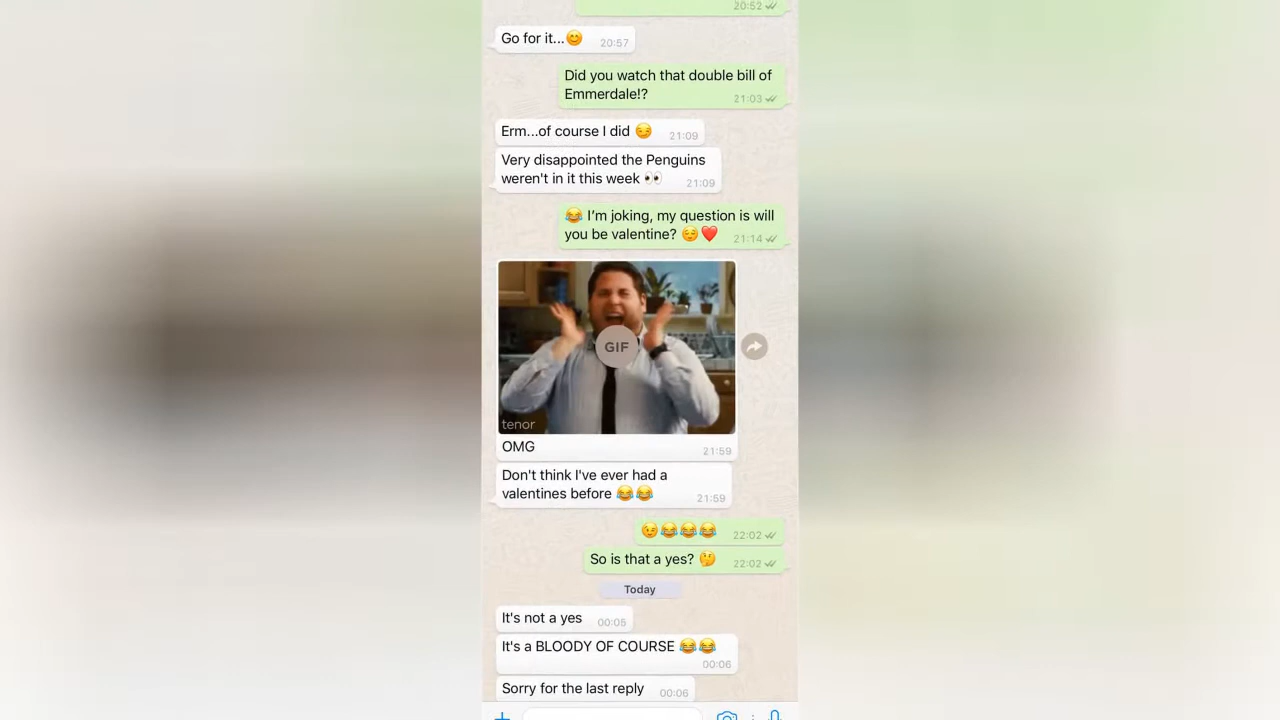 20:52
Go for it...😊 20:57
Did you watch that double bill of
Emmerdale!?
21:03
Erm...of course I did 😏 21:09
Very disappointed the Penguins
weren't in it this week 👀 21:09
😂 I'm joking, my question is will
you be valentine? 😌❤️ 21:14
GIF
tenor
OMG
21:59
Don't think I've ever had a
valentines before 😂😂 21:59
😉😂😂😂 22:02
So is that a yes? 🤔 22:02
Today
It's not a yes 00:05
It's a BLOODY OF COURSE 😂😂
00:06
Sorry for the last reply 00:06